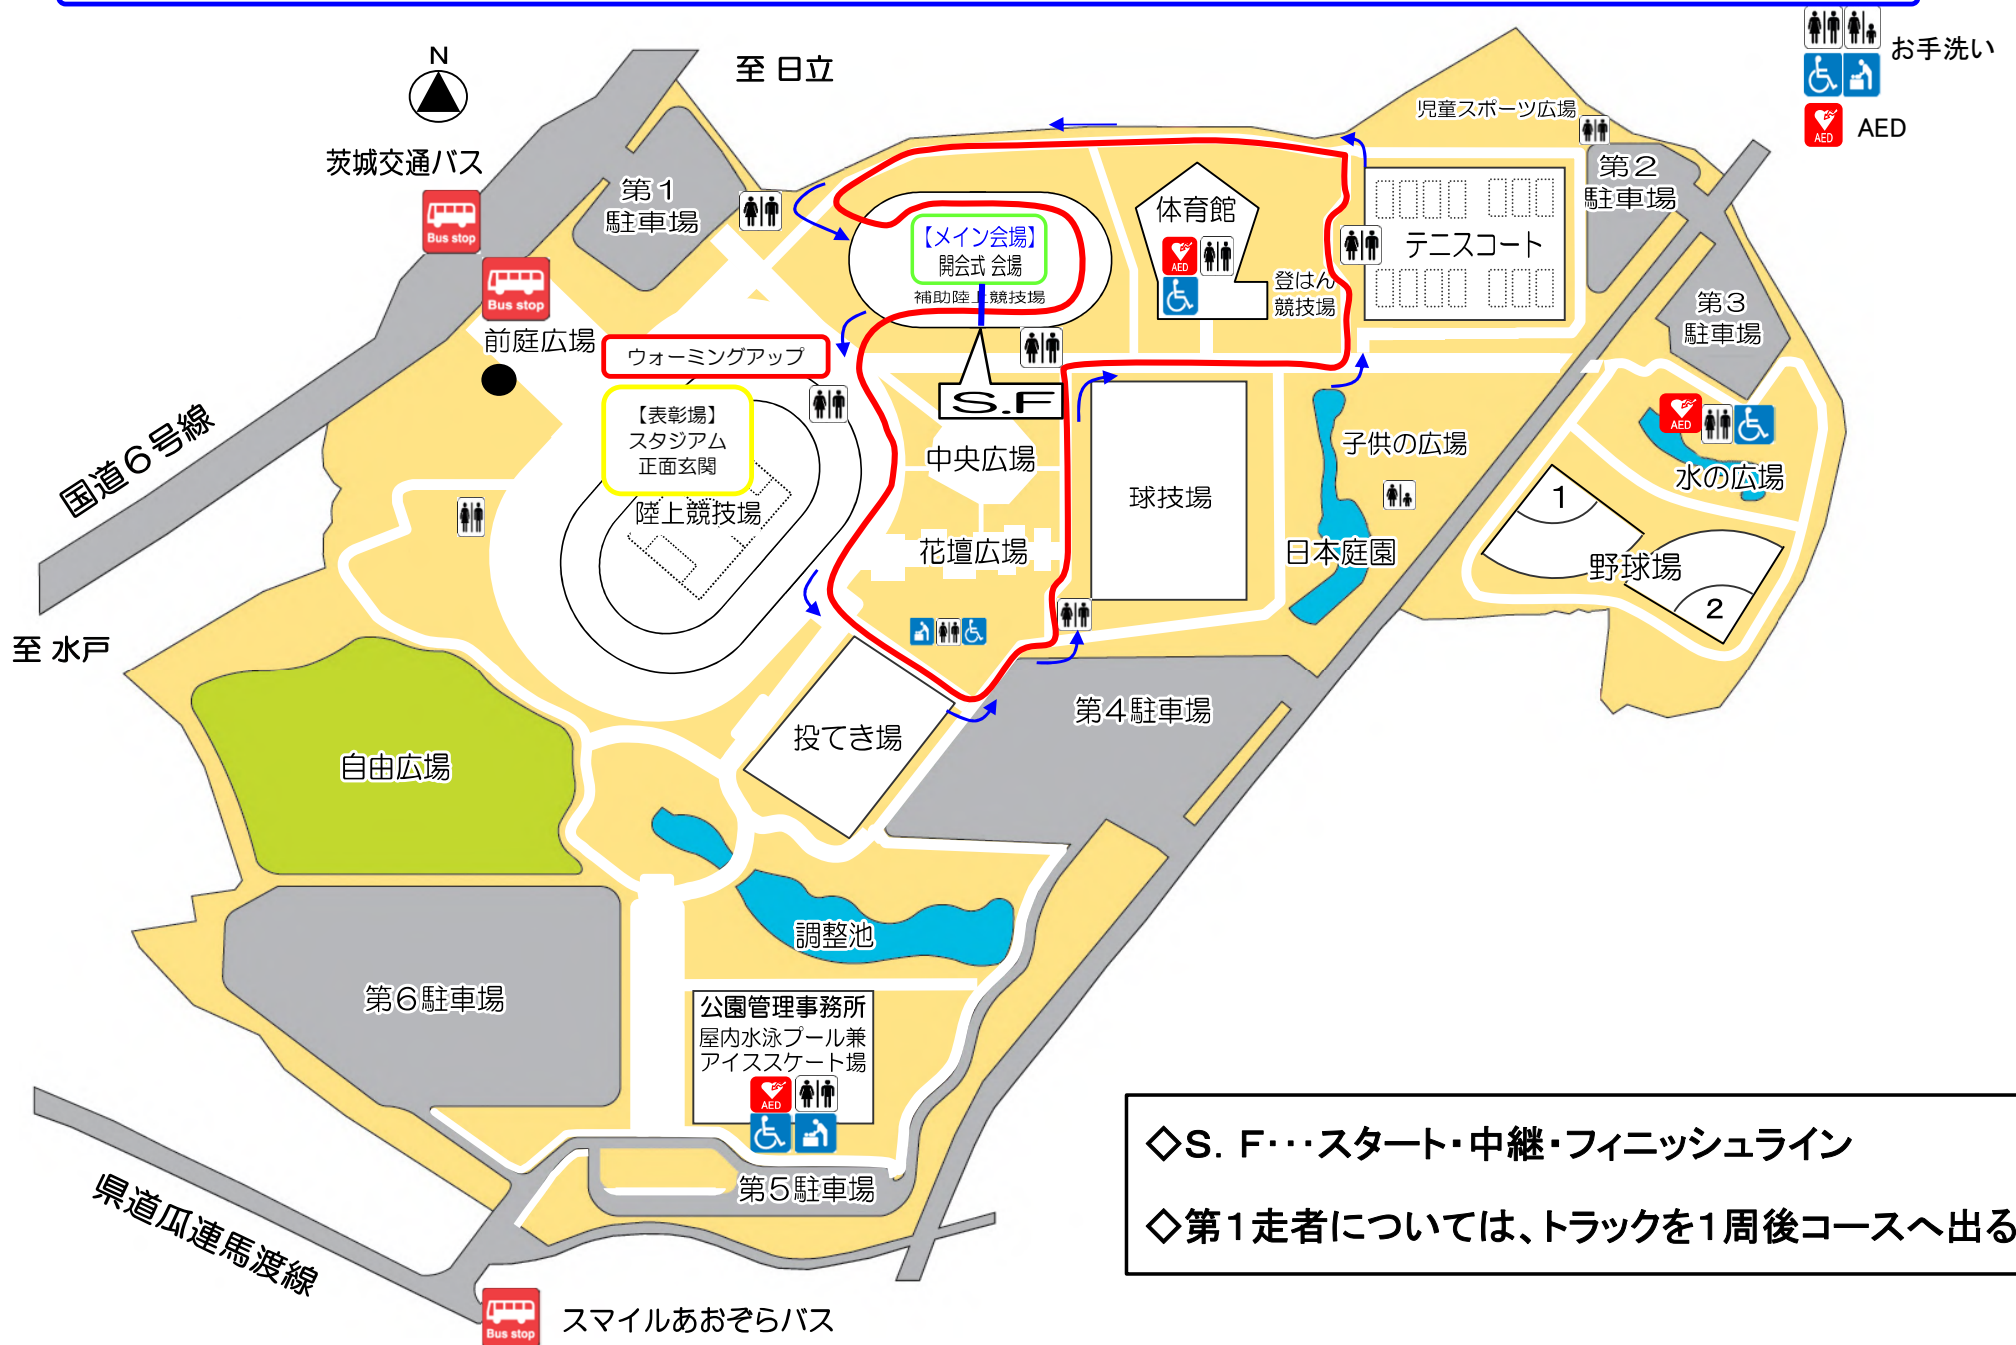 お手洗い
AED
AED
N
至 日立
茨城交通バス
Bus stop
Bus stop
第1
駐車場
児童スポーツ広場
第2
駐車場
体育館
AED
テニスコート
登はん
競技場
【メイン会場】
開会式 会場
補助陸上競技場
第3
駐車場
前庭広場
ウォーミングアップ
S.F
【表彰場】
スタジアム
正面玄関
陸上競技場
中央広場
花壇広場
球技場
子供の広場
日本庭園
AED
水の広場
1
野球場
2
国道6号線
至 水戸
自由広場
投てき場
第4駐車場
調整池
第6駐車場
公園管理事務所
屋内水泳プール兼
アイススケート場
AED
第5駐車場
県道瓜連馬渡線
Bus stop
スマイルあおぞらバス
◇S. F・・・スタート・中継・フィニッシュライン
◇第1走者については、トラックを1周後コースへ出る